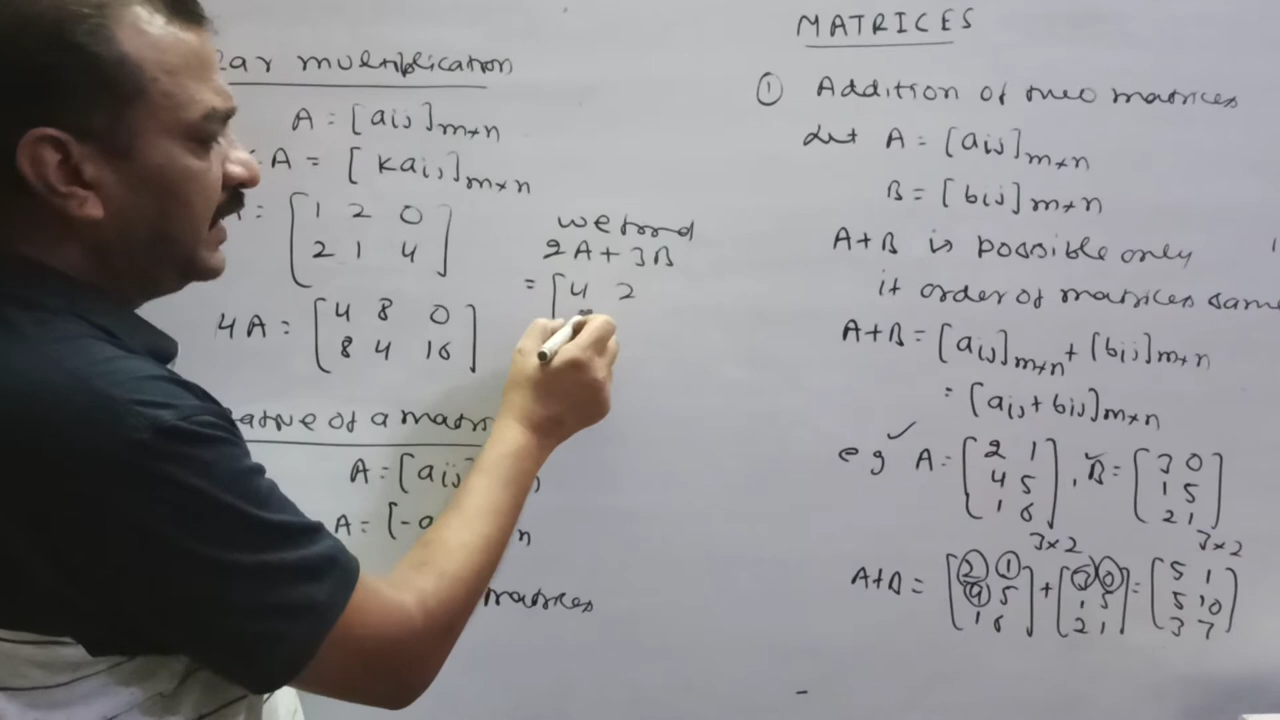 multiplication
A = [aij]m×n
A = [kaij]m×n
= [1 2 0
2 1 4]
4A = [4 8 0
8 4 16]
we
2A + 3B
= [4 2
of a
A = [aij
A = [-a
n
matrices
MATRICES
① Addition of two matrices
Let A = [aij]m×n
B = [bij]m×n
A+B is possible only
if order of matrices same
A+B = [aij]m×n + [bij]m×n
= [aij + bij]m×n
eg ✓ A = [2 1
4 5
1 6]3×2 , B = [3 0
1 5
2 1]3×2
A+B = [2 1
4 5
1 6] + [3 0
1 5
2 1] = [5 1
5 10
3 7]